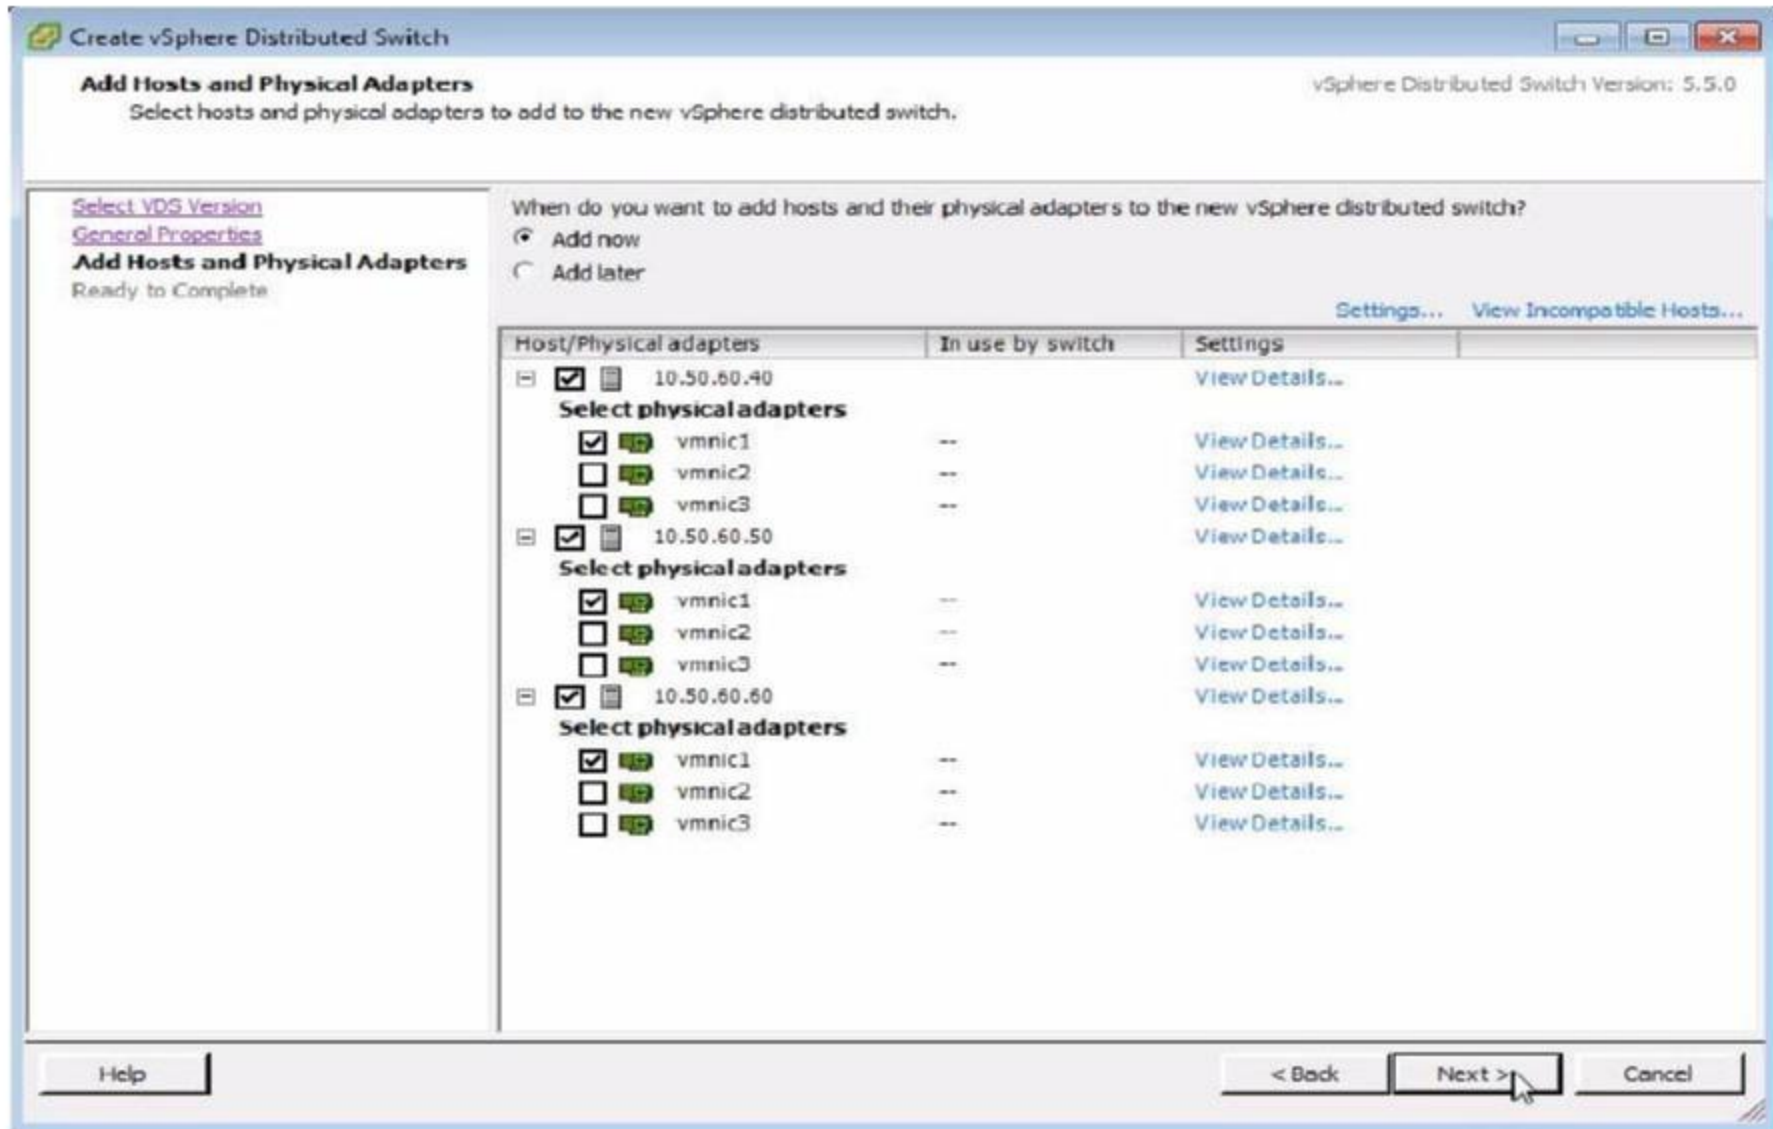 Create vSphere Distributed Switch
Add Hosts and Physical Adapters
vSphere Distributed Switch Version: 5.5.0
Select hosts and physical adapters to add to the new vSphere distributed switch.
Select VDS Version
General Properties
Add Hosts and Physical Adapters
Ready to Complete
When do you want to add hosts and their physical adapters to the new vSphere distributed switch?
Add now
Add later
Settings... View Incompatible Hosts...
Host/Physical adapters In use by switch Settings
10.50.60.40 View Details...
Select physical adapters
vmnic1 -- View Details...
vmnic2 -- View Details...
vmnic3 -- View Details...
10.50.60.50 View Details...
Select physical adapters
vmnic1 -- View Details...
vmnic2 -- View Details...
vmnic3 -- View Details...
10.50.60.60 View Details...
Select physical adapters
vmnic1 -- View Details...
vmnic2 -- View Details...
vmnic3 -- View Details...
Help < Back Next > Cancel